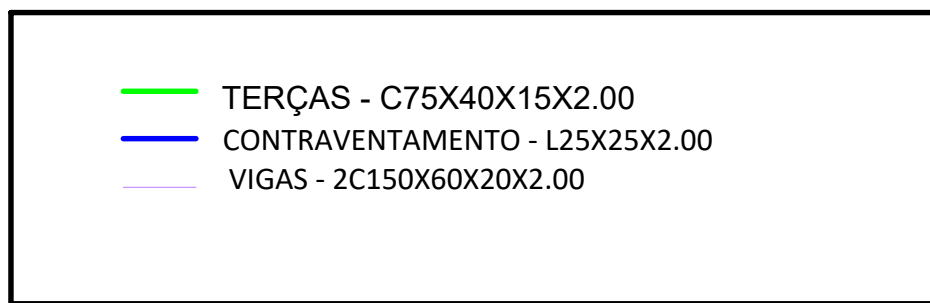 TERÇAS - C75X40X15X2.00
CONTRAVENTAMENTO - L25X25X2.00
VIGAS - 2C150X60X20X2.00